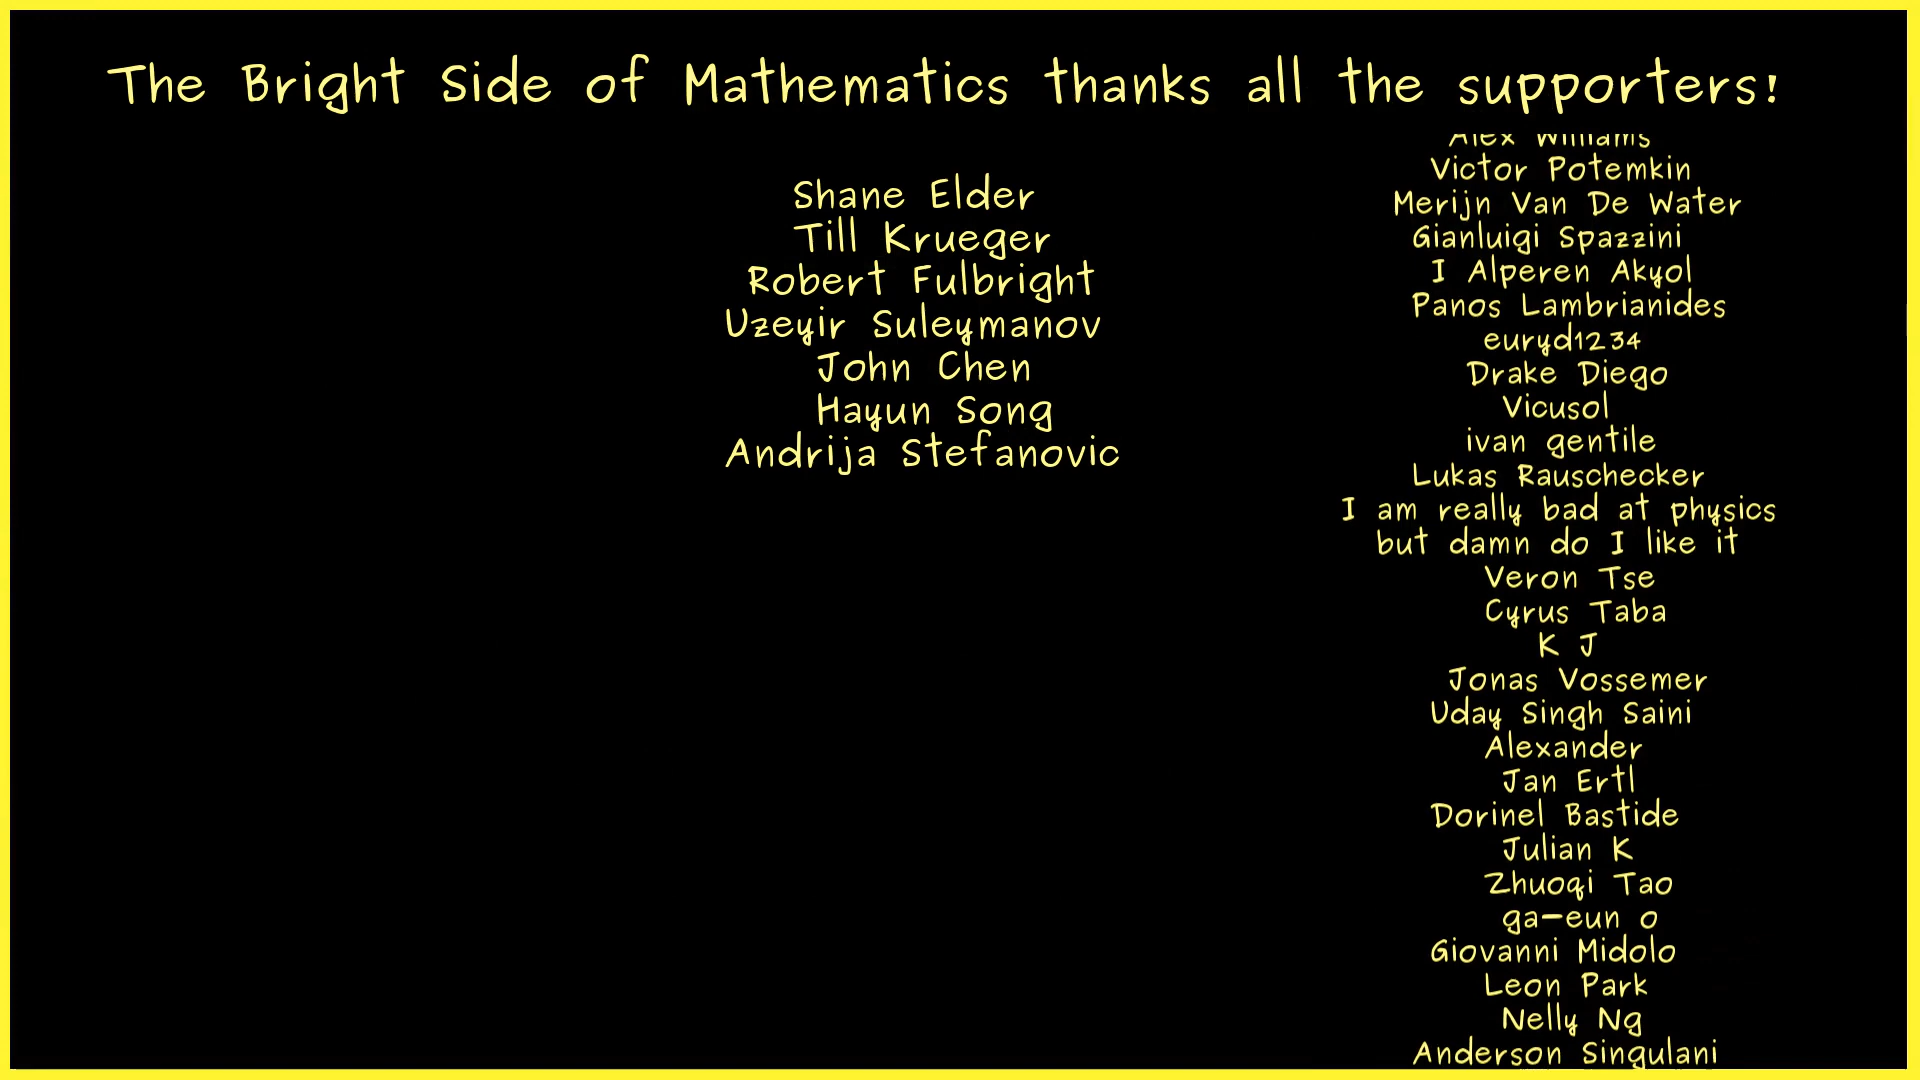 The Bright Side of Mathematics thanks all the supporters!
Shane Elder
Till Krueger
Robert Fulbright
Uzeyir Suleymanov
John Chen
Hayun Song
Andrija Stefanovic
Alex Williams
Victor Potemkin
Merijn Van De Water
Gianluigi Spazzini
I Alperen Akyol
Panos Lambrianides
euryd1234
Drake Diego
Vicusol
ivan gentile
Lukas Rauschecker
I am really bad at physics
but damn do I like it
Veron Tse
Cyrus Taba
K J
Jonas Vossemer
Uday Singh Saini
Alexander
Jan Ertl
Dorinel Bastide
Julian K
Zhuoqi Tao
ga-eun o
Giovanni Midolo
Leon Park
Nelly Ng
Anderson Singulani